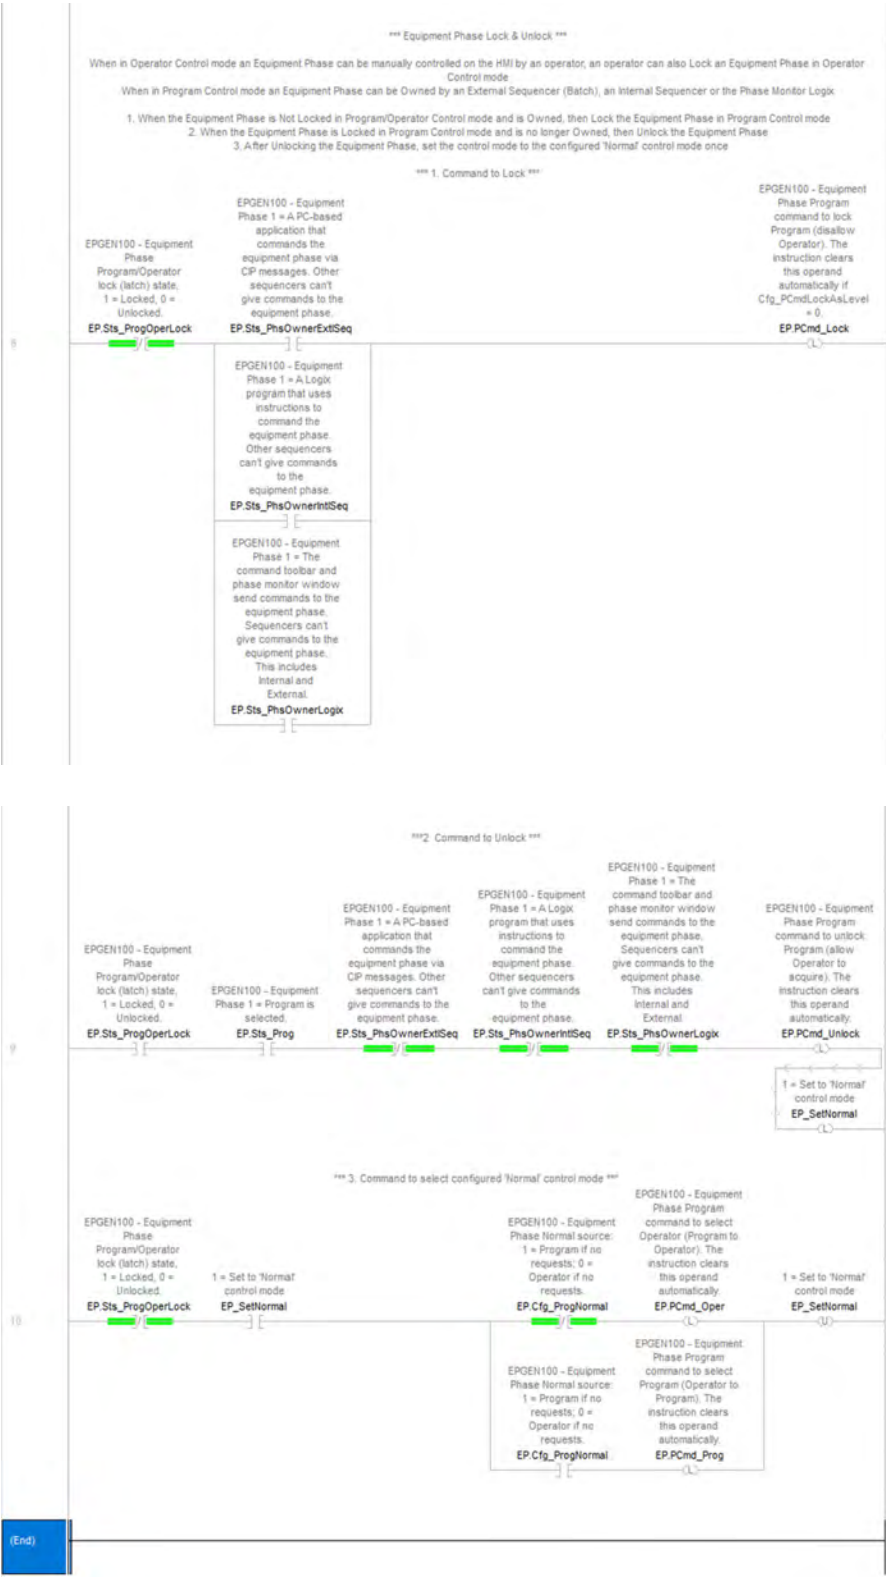 *** Equipment Phase Lock & Unlock ***
When in Operator Control mode an Equipment Phase can be manually controlled on the HMI by an operator, an operator can also Lock an Equipment Phase in Operator
Control mode
When in Program Control mode an Equipment Phase can be Owned by an External Sequencer (Batch), an Internal Sequencer or the Phase Monitor Logix
1. When the Equipment Phase is Not Locked in Program/Operator Control mode and is Owned, then Lock the Equipment Phase in Program Control mode
2. When the Equipment Phase is Locked in Program Control mode and is no longer Owned, then Unlock the Equipment Phase
3. After Unlocking the Equipment Phase, set the control mode to the configured 'Normal' control mode once
*** 1. Command to Lock ***
EPGEN100 - Equipment
Phase
Program/Operator
lock (latch) state,
1 = Locked, 0 =
Unlocked.
EP.Sts_ProgOperLock
EPGEN100 - Equipment
Phase 1 = A PC-based
application that
commands the
equipment phase via
CIP messages. Other
sequencers can't
give commands to the
equipment phase.
EP.Sts_PhsOwnerExtlSeq
EPGEN100 - Equipment
Phase Program
command to lock
Program (disallow
Operator). The
instruction clears
this operand
automatically if
Cfg_PCmdLockAsLevel
= 0.
EP.PCmd_Lock
8
EPGEN100 - Equipment
Phase 1 = A Logix
program that uses
instructions to
command the
equipment phase.
Other sequencers
can't give commands
to the
equipment phase.
EP.Sts_PhsOwnerIntlSeq
EPGEN100 - Equipment
Phase 1 = The
command toolbar and
phase monitor window
send commands to the
equipment phase.
Sequencers can't
give commands to the
equipment phase.
This includes
Internal and
External.
EP.Sts_PhsOwnerLogix
***2. Command to Unlock ***
EPGEN100 - Equipment
Phase
Program/Operator
lock (latch) state,
1 = Locked, 0 =
Unlocked.
EP.Sts_ProgOperLock
EPGEN100 - Equipment
Phase 1 = Program is
selected.
EP.Sts_Prog
EPGEN100 - Equipment
Phase 1 = A PC-based
application that
commands the
equipment phase via
CIP messages. Other
sequencers can't
give commands to the
equipment phase.
EP.Sts_PhsOwnerExtlSeq
EPGEN100 - Equipment
Phase 1 = A Logix
program that uses
instructions to
command the
equipment phase.
Other sequencers
can't give commands
to the
equipment phase.
EP.Sts_PhsOwnerIntlSeq
EPGEN100 - Equipment
Phase 1 = The
command toolbar and
phase monitor window
send commands to the
equipment phase.
Sequencers can't
give commands to the
equipment phase.
This includes
Internal and
External.
EP.Sts_PhsOwnerLogix
EPGEN100 - Equipment
Phase Program
command to unlock
Program (allow
Operator to
acquire). The
instruction clears
this operand
automatically.
EP.PCmd_Unlock
9
1 = Set to 'Normal'
control mode
EP_SetNormal
*** 3. Command to select configured 'Normal' control mode ***
EPGEN100 - Equipment
Phase
Program/Operator
lock (latch) state,
1 = Locked, 0 =
Unlocked.
EP.Sts_ProgOperLock
1 = Set to 'Normal'
control mode
EP_SetNormal
EPGEN100 - Equipment
Phase Normal source:
1 = Program if no
requests; 0 =
Operator if no
requests.
EP.Cfg_ProgNormal
EPGEN100 - Equipment
Phase Program
command to select
Operator (Program to
Operator). The
instruction clears
this operand
automatically.
EP.PCmd_Oper
1 = Set to 'Normal'
control mode
EP_SetNormal
10
EPGEN100 - Equipment
Phase Normal source:
1 = Program if no
requests; 0 =
Operator if no
requests.
EP.Cfg_ProgNormal
EPGEN100 - Equipment
Phase Program
command to select
Program (Operator to
Program). The
instruction clears
this operand
automatically.
EP.PCmd_Prog
(End)